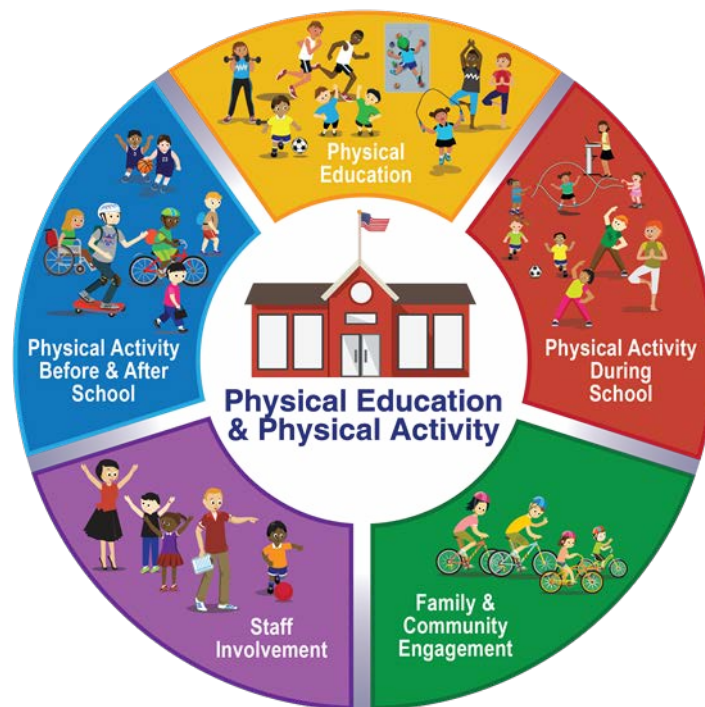 Physical
Education
Physical Activity
Before & After
School
Physical Activity
During
School
Physical Education
& Physical Activity
Staff
Involvement
Family &
Community
Engagement